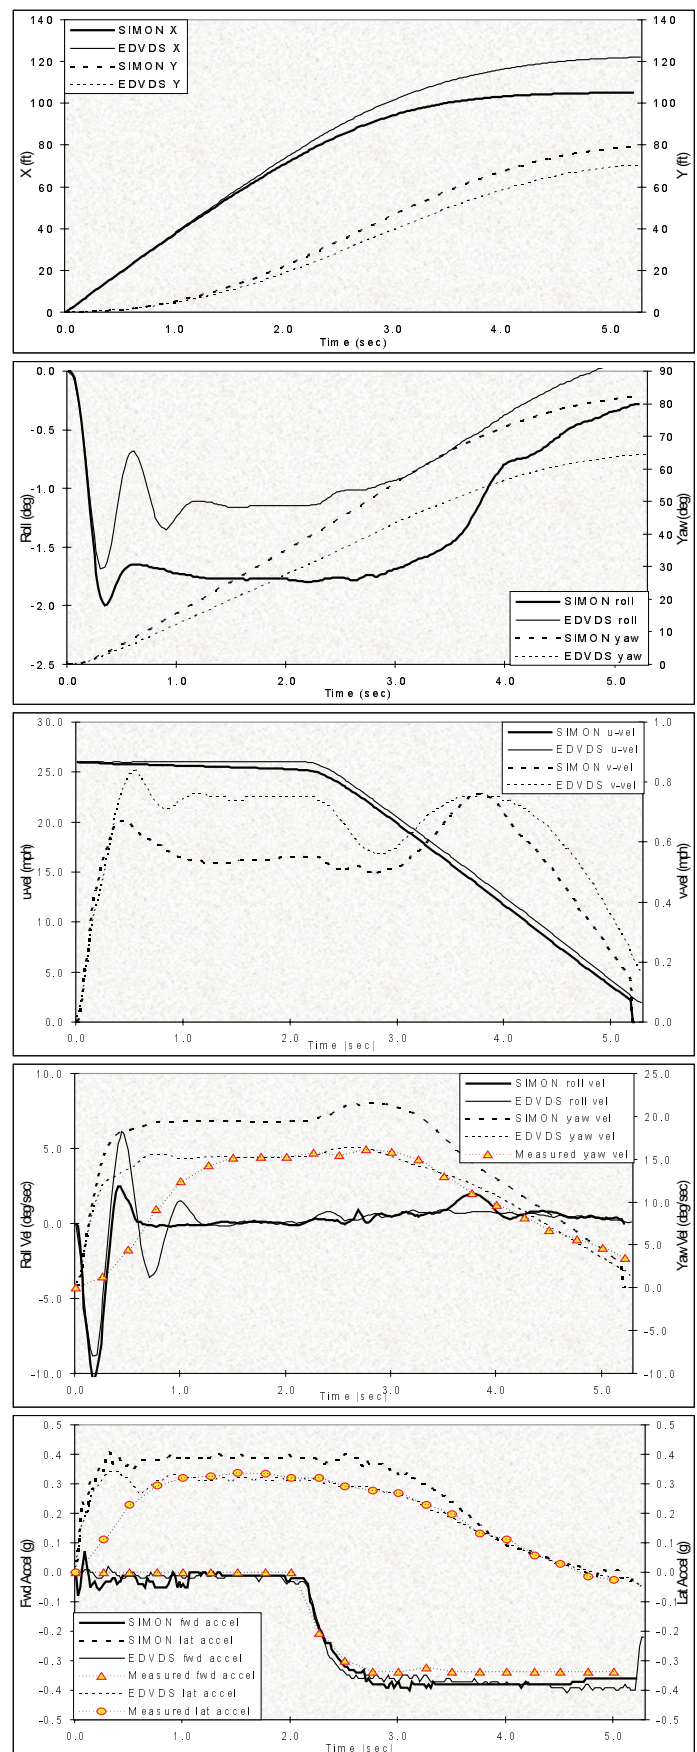 140 140
SIMON X
EDVDS X
SIMON Y
EDVDS Y
120 120
100 100
80 80
60 60
40 40
20 20
0 0
X (ft)
Y (ft)
0.0 1.0 2.0 3.0 4.0 5.0
Time (sec)
0.0 90
80
-0.5 70
60
-1.0 50
40
-1.5 30
-2.0 20
10
-2.5 0
Roll (deg)
Yaw (deg)
SIMON roll
EDVDS roll
SIMON yaw
EDVDS yaw
0.0 1.0 2.0 3.0 4.0 5.0
Time (sec)
30.0 1.0
SIMON u-vel
EDVDS u-vel
SIMON v-vel
EDVDS v-vel
25.0 0.8
20.0 0.6
15.0
10.0 0.4
5.0 0.2
0.0 0.0
u-vel (mph)
v-vel (mph)
0.0 1.0 2.0 3.0 4.0 5.0
Time (sec)
10.0 25.0
SIMON roll vel
EDVDS roll vel
SIMON yaw vel
EDVDS yaw vel
Measured yaw vel
20.0
5.0 15.0
10.0
0.0 5.0
0.0
-5.0 -5.0
-10.0 -10.0
Roll Vel (deg/sec)
Yaw Vel (deg/sec)
0.0 1.0 2.0 3.0 4.0 5.0
Time (sec)
0.5 0.5
0.4 0.4
0.3 0.3
0.2 0.2
0.1 0.1
0.0 0.0
-0.1 -0.1
-0.2 -0.2
-0.3 -0.3
-0.4 -0.4
-0.5 -0.5
Fwd Accel (g)
Lat Accel (g)
SIMON fwd accel
SIMON lat accel
EDVDS fwd accel
Measured fwd accel
EDVDS lat accel
Measured lat accel
0.0 1.0 2.0 3.0 4.0 5.0
Time (sec)